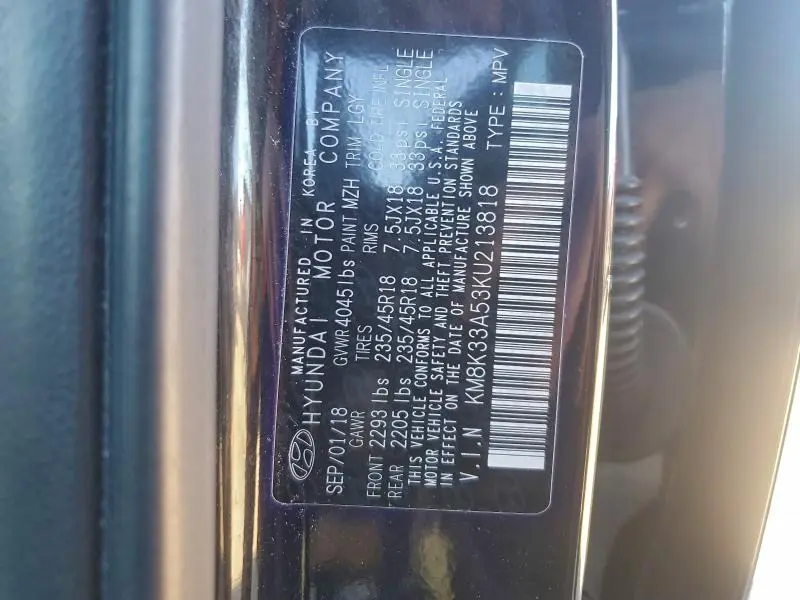 MANUFACTURED IN KOREA BY
HYUNDAI MOTOR COMPANY
SEP/01/18 GVWR 4045 lbs PAINT MZH TRIM LGY
GAWR TIRES RIMS COLD TIRE INFL
FRONT 2293 lbs 235/45R18 7.5JX18 33psi SINGLE
REAR 2205 lbs 235/45R18 7.5JX18 33psi SINGLE
THIS VEHICLE CONFORMS TO ALL APPLICABLE U.S.A. FEDERAL
MOTOR VEHICLE SAFETY AND THEFT PREVENTION STANDARDS
IN EFFECT ON THE DATE OF MANUFACTURE SHOWN ABOVE
V.I.N KM8K33A53KU213818 TYPE : MPV